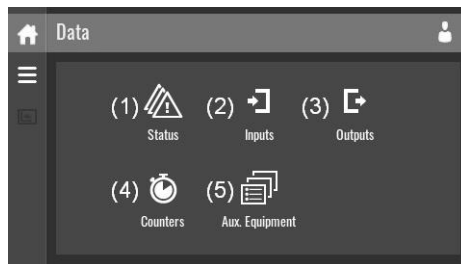 Data
(1) (2) (3)
Status Inputs Outputs
(4) (5)
Counters Aux. Equipment